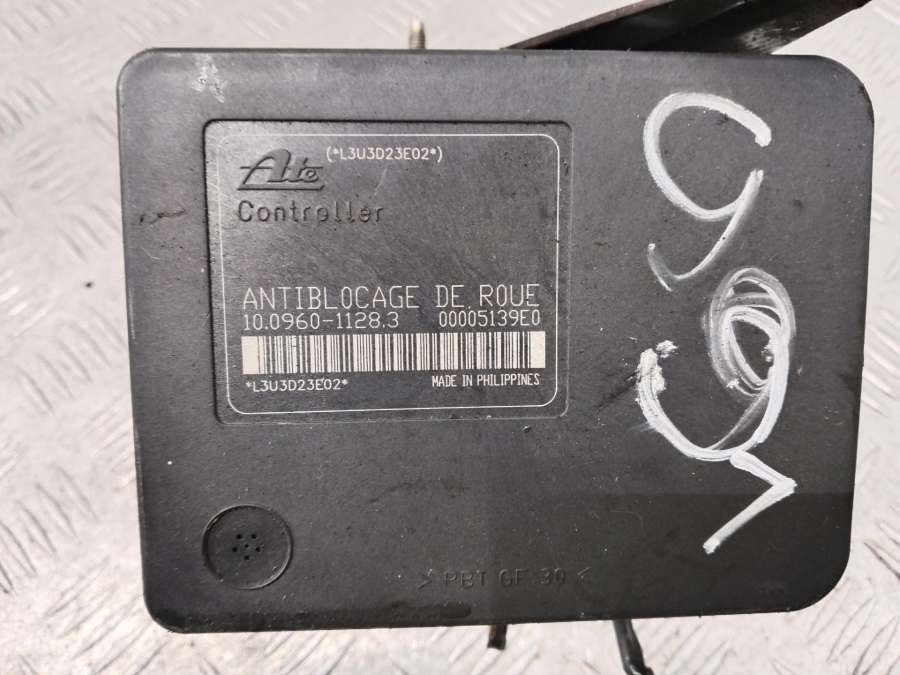 (*L3U3D23E02*)
Ate
Controller
ANTIBLOCAGE DE ROUE
10.0960-1128.3 00005139E0
*L3U3D23E02*
MADE IN PHILIPPINES
> PBT GF 30 <